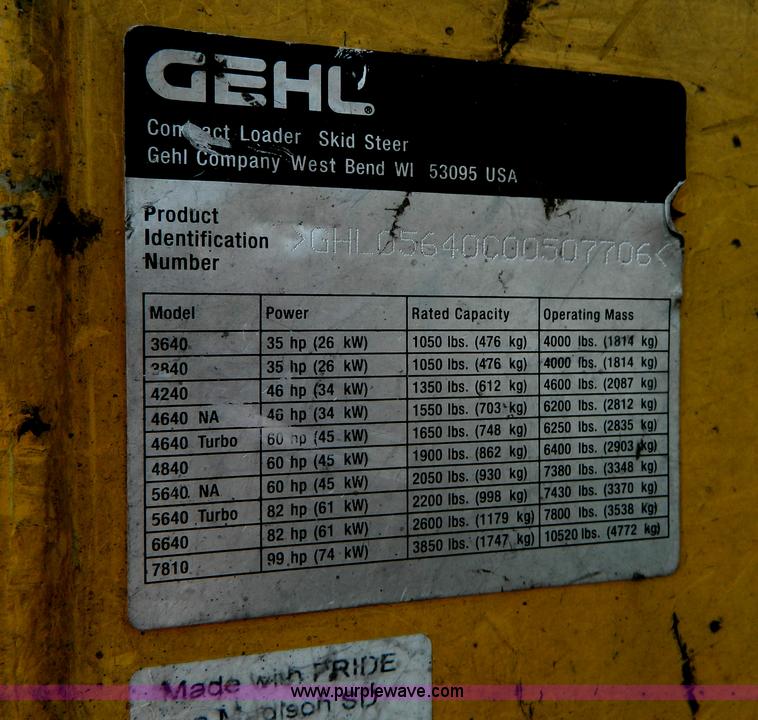 GEHL®
Compact Loader Skid Steer
Gehl Company West Bend WI 53095 USA
Product
Identification
Number
>GHL05640C00507706<
Model Power Rated Capacity Operating Mass
3640 35 hp (26 kW) 1050 lbs. (476 kg) 4000 lbs. (1814 kg)
3840 35 hp (26 kW) 1050 lbs. (476 kg) 4000 lbs. (1814 kg)
4240 46 hp (34 kW) 1350 lbs. (612 kg) 4600 lbs. (2087 kg)
4640 NA 46 hp (34 kW) 1550 lbs. (703 kg) 6200 lbs. (2812 kg)
4640 Turbo 60 hp (45 kW) 1650 lbs. (748 kg) 6250 lbs. (2835 kg)
4840 60 hp (45 kW) 1900 lbs. (862 kg) 6400 lbs. (2903 kg)
5640 NA 60 hp (45 kW) 2050 lbs. (930 kg) 7380 lbs. (3348 kg)
5640 Turbo 82 hp (61 kW) 2200 lbs. (998 kg) 7430 lbs. (3370 kg)
6640 82 hp (61 kW) 2600 lbs. (1179 kg) 7800 lbs. (3538 kg)
7810 99 hp (74 kW) 3850 lbs. (1747 kg) 10520 lbs. (4772 kg)
Made with PRIDE
www.purplewave.com
Madison SD